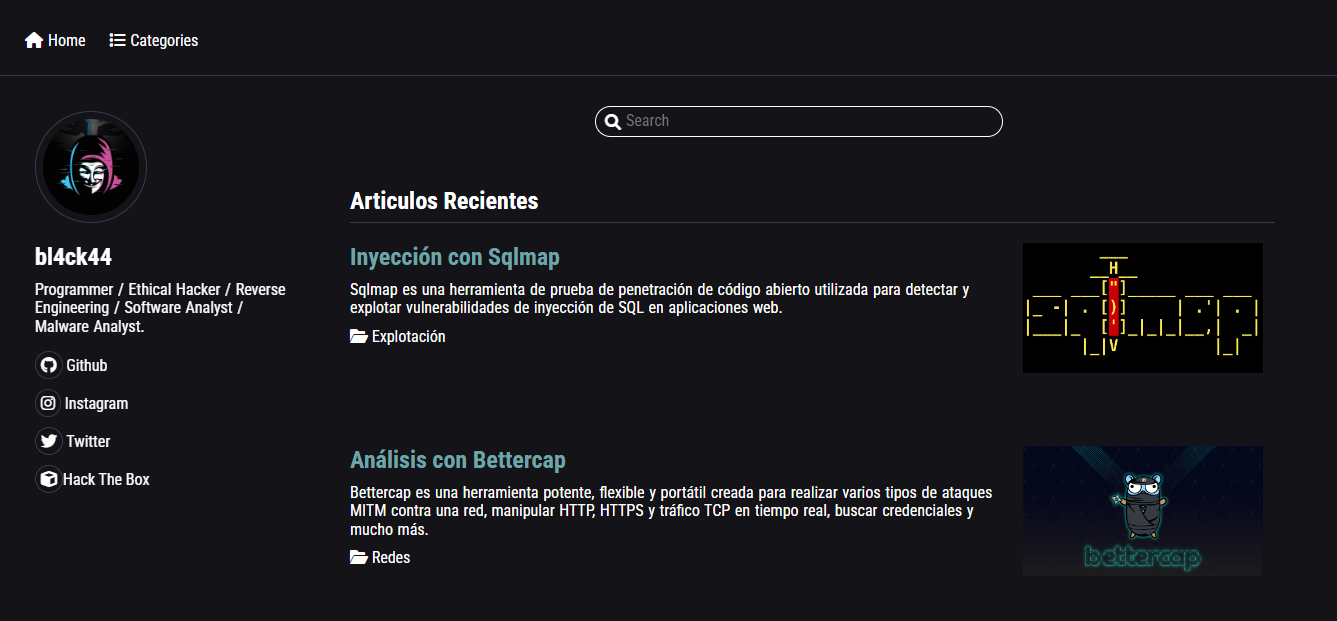 Home
Categories
Search
bl4ck44
Programmer / Ethical Hacker / Reverse
Engineering / Software Analyst /
Malware Analyst.
Github
Instagram
Twitter
Hack The Box
Articulos Recientes
Inyección con Sqlmap
Sqlmap es una herramienta de prueba de penetración de código abierto utilizada para detectar y
explotar vulnerabilidades de inyección de SQL en aplicaciones web.
Explotación
sqlmap
Análisis con Bettercap
Bettercap es una herramienta potente, flexible y portátil creada para realizar varios tipos de ataques
MITM contra una red, manipular HTTP, HTTPS y tráfico TCP en tiempo real, buscar credenciales y
mucho más.
Redes
bettercap